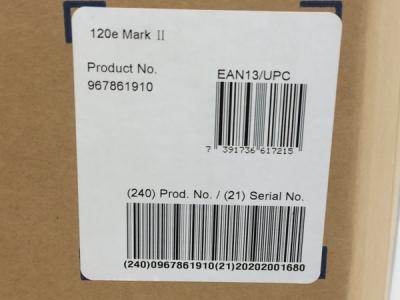 120e Mark II
Product No.
967861910
EAN13/UPC
7 391736 617215
(240) Prod. No. / (21) Serial No.
(240)0967861910(21)20202001680